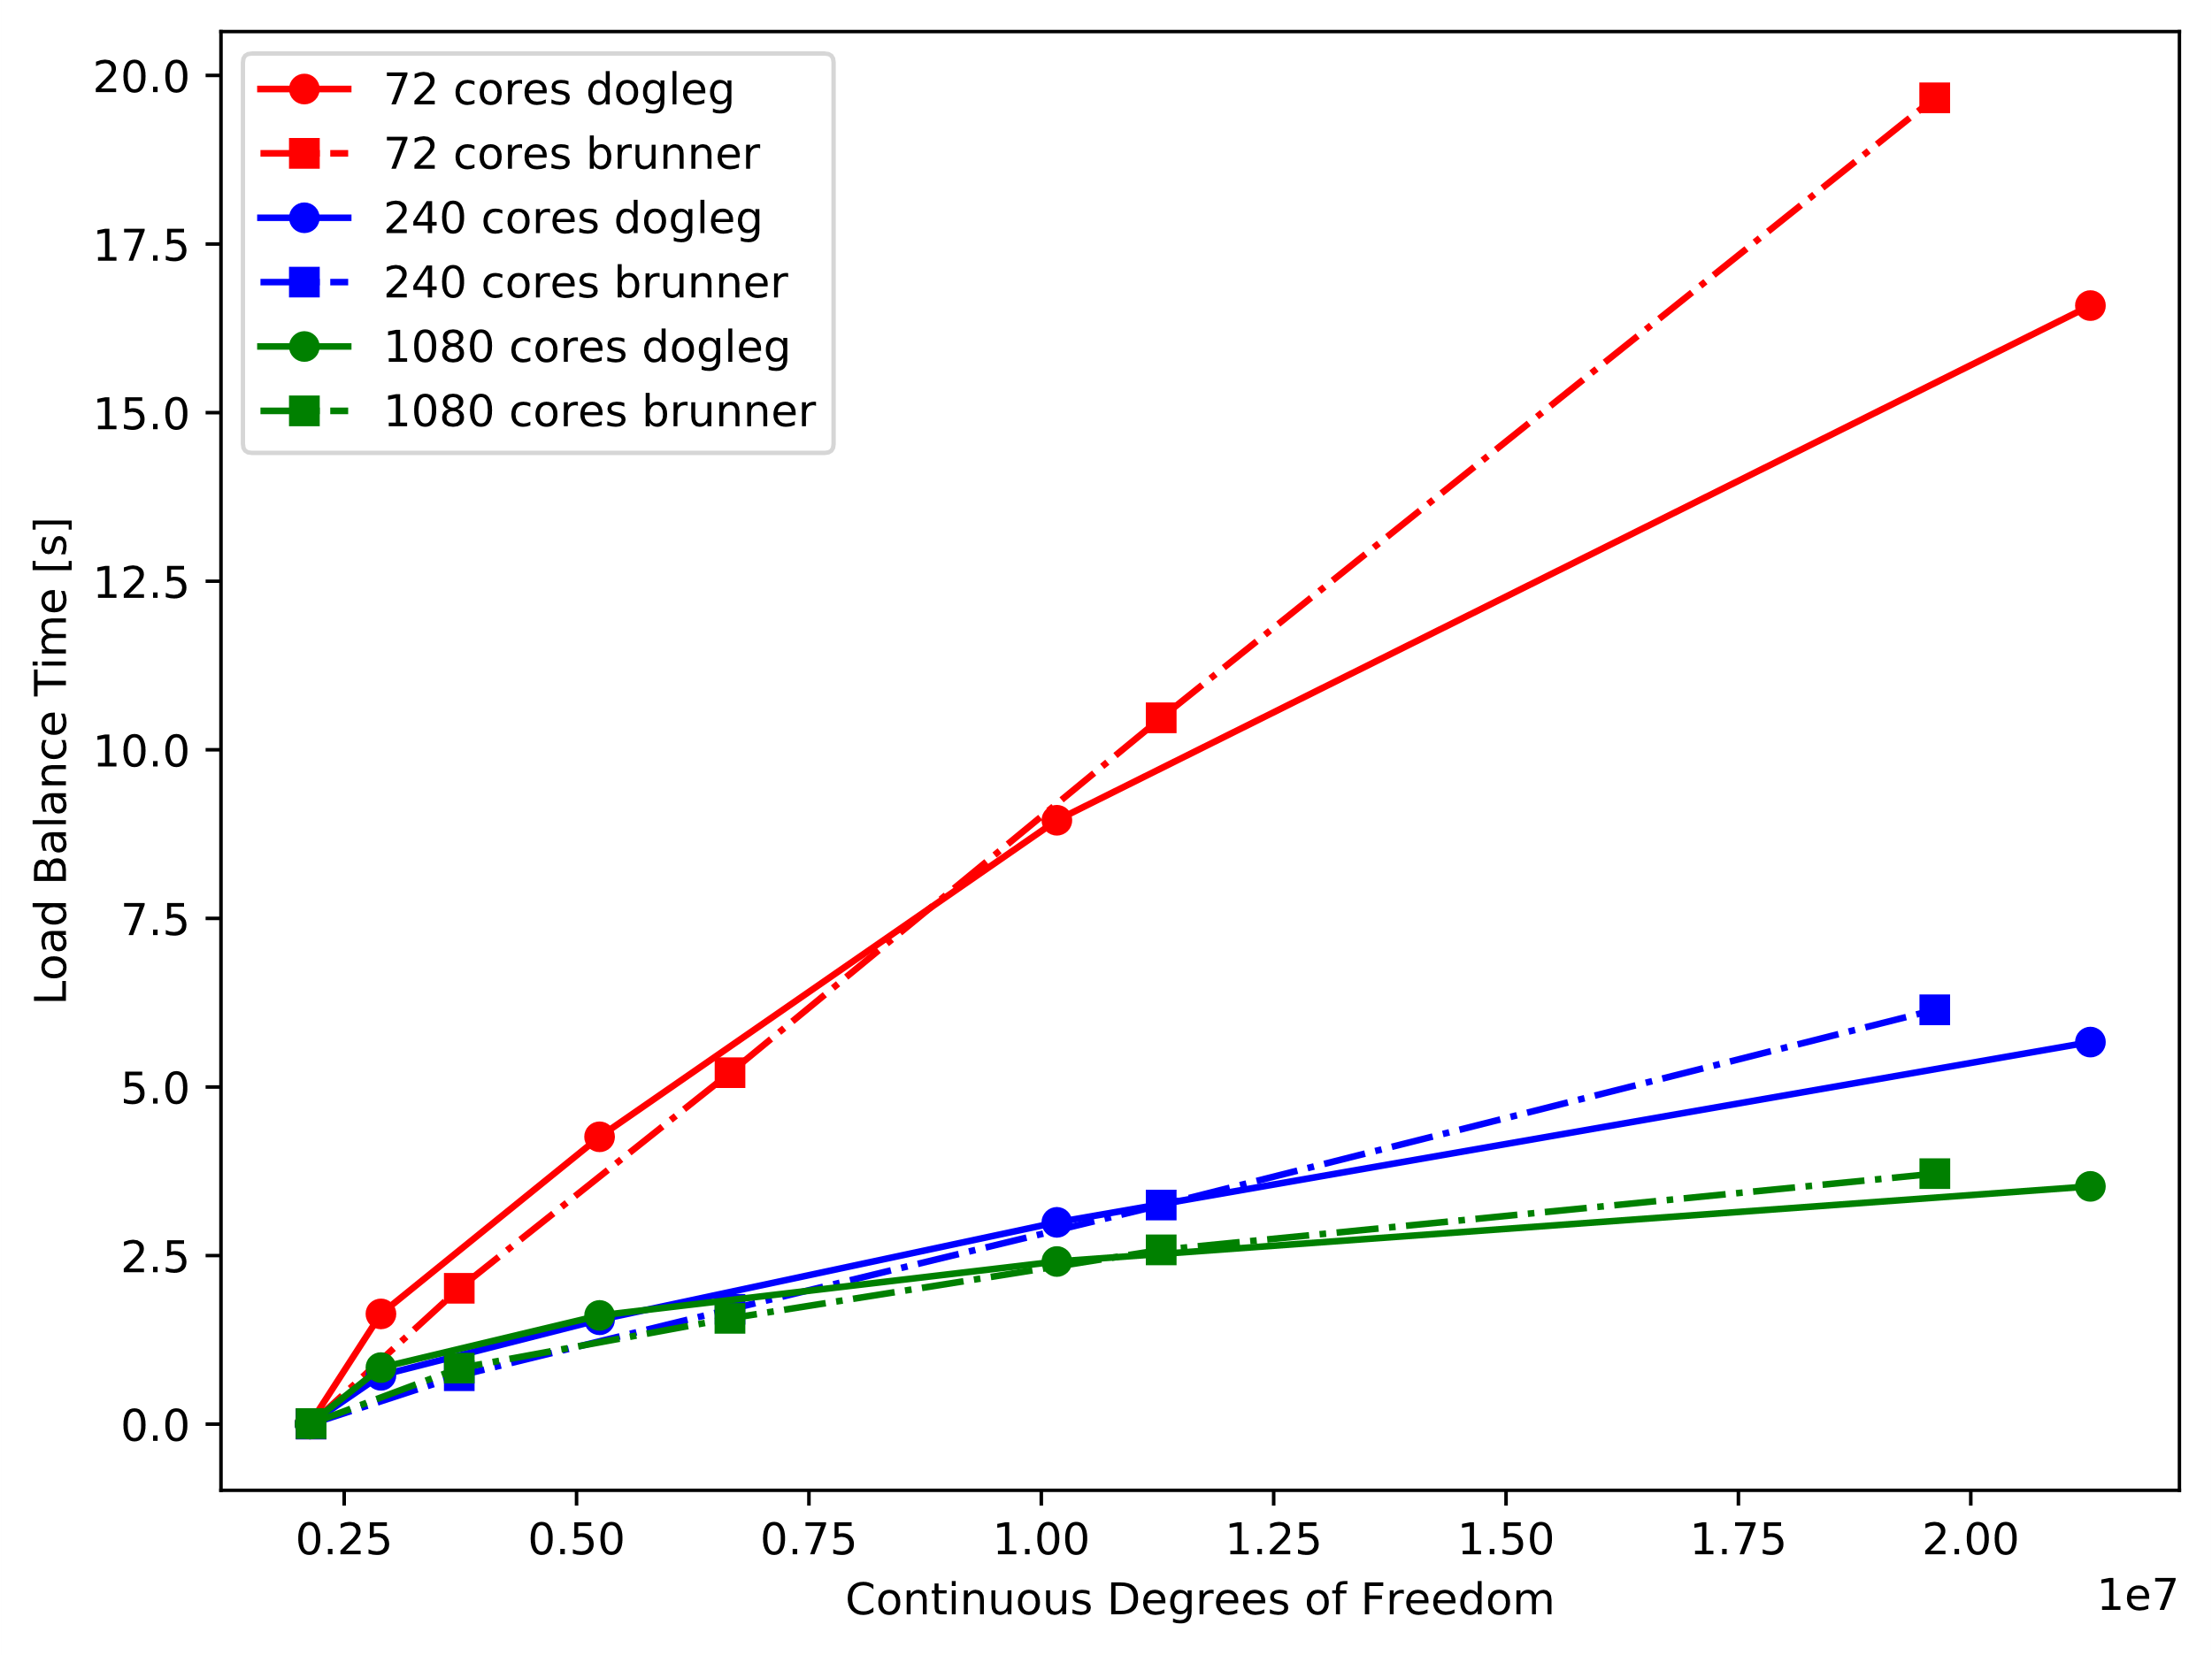 72 cores dogleg
72 cores brunner
240 cores dogleg
240 cores brunner
1080 cores dogleg
1080 cores brunner
20.0
17.5
15.0
12.5
10.0
7.5
5.0
2.5
0.0
Load Balance Time [s]
0.25 0.50 0.75 1.00 1.25 1.50 1.75 2.00
Continuous Degrees of Freedom
1e7